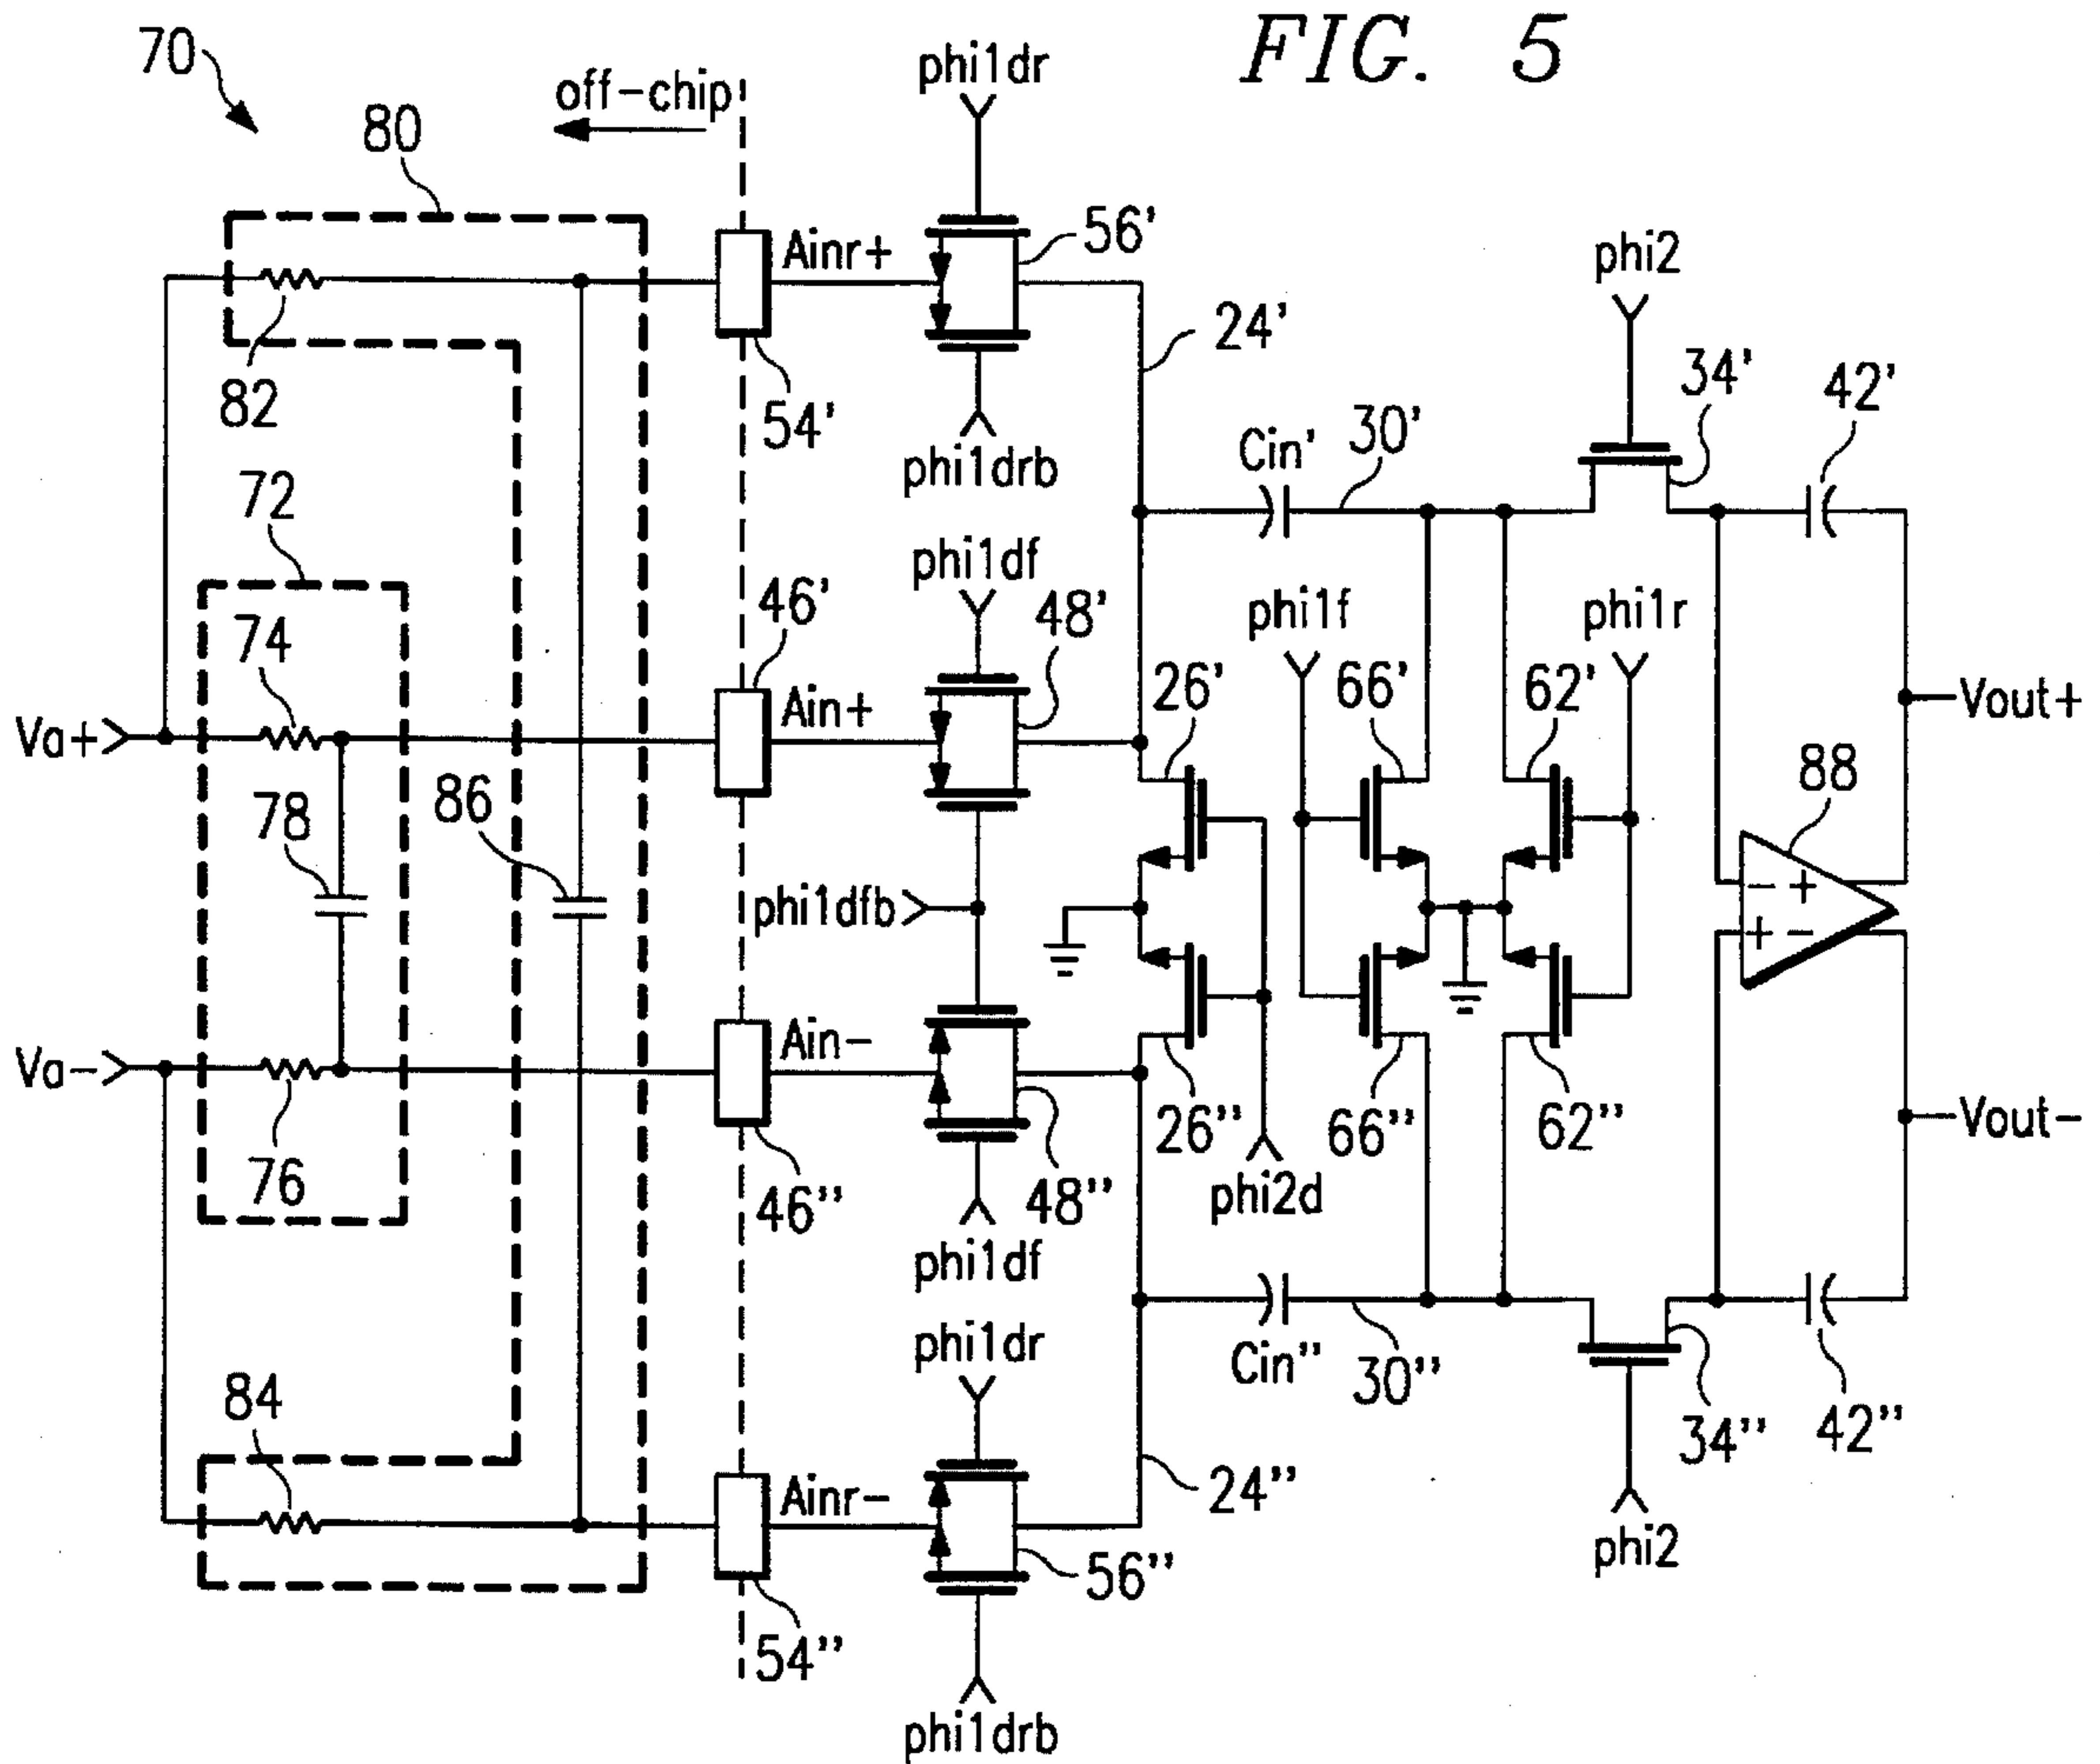 FIG. 5
70
off-chip
phi1dr
80
Ainr+
56'
phi2
82
54'
24'
34'
42'
phi1drb
Cin'
30'
72
phi1df
46'
48'
phi1f
phi1r
74
Ain+
26'
66'
62'
Va+
Vout+
78
86
88
phi1dfb
- +
+ -
Va-
Ain-
76
46"
48"
26"
66"
62"
Vout-
phi2d
phi1df
phi1dr
Cin"
30"
84
34"
42"
Ainr-
24"
54"
56"
phi2
phi1drb